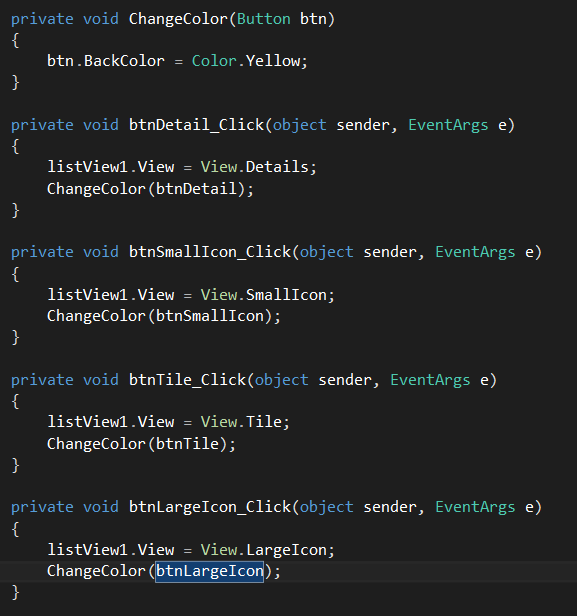 private void ChangeColor(Button btn)
{
    btn.BackColor = Color.Yellow;
}

private void btnDetail_Click(object sender, EventArgs e)
{
    listView1.View = View.Details;
    ChangeColor(btnDetail);
}

private void btnSmallIcon_Click(object sender, EventArgs e)
{
    listView1.View = View.SmallIcon;
    ChangeColor(btnSmallIcon);
}

private void btnTile_Click(object sender, EventArgs e)
{
    listView1.View = View.Tile;
    ChangeColor(btnTile);
}

private void btnLargeIcon_Click(object sender, EventArgs e)
{
    listView1.View = View.LargeIcon;
    ChangeColor(btnLargeIcon);
}